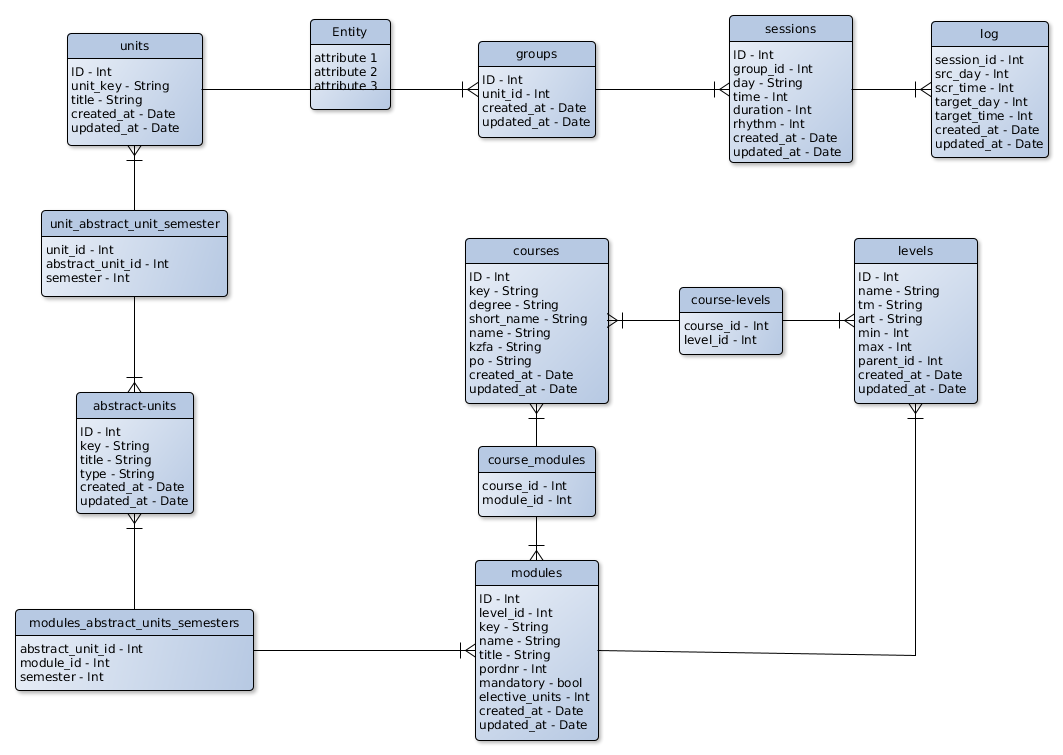 units
ID - Int
unit_key - String
title - String
created_at - Date
updated_at - Date
Entity
attribute 1
attribute 2
attribute 3
groups
ID - Int
unit_id - Int
created_at - Date
updated_at - Date
sessions
ID - Int
group_id - Int
day - String
time - Int
duration - Int
rhythm - Int
created_at - Date
updated_at - Date
log
session_id - Int
src_day - Int
scr_time - Int
target_day - Int
target_time - Int
created_at - Date
updated_at - Date
unit_abstract_unit_semester
unit_id - Int
abstract_unit_id - Int
semester - Int
courses
ID - Int
key - String
degree - String
short_name - String
name - String
kzfa - String
po - String
created_at - Date
updated_at - Date
course-levels
course_id - Int
level_id - Int
levels
ID - Int
name - String
tm - String
art - String
min - Int
max - Int
parent_id - Int
created_at - Date
updated_at - Date
abstract-units
ID - Int
key - String
title - String
type - String
created_at - Date
updated_at - Date
course_modules
course_id - Int
module_id - Int
modules_abstract_units_semesters
abstract_unit_id - Int
module_id - Int
semester - Int
modules
ID - Int
level_id - Int
key - String
name - String
title - String
pordnr - Int
mandatory - bool
elective_units - Int
created_at - Date
updated_at - Date